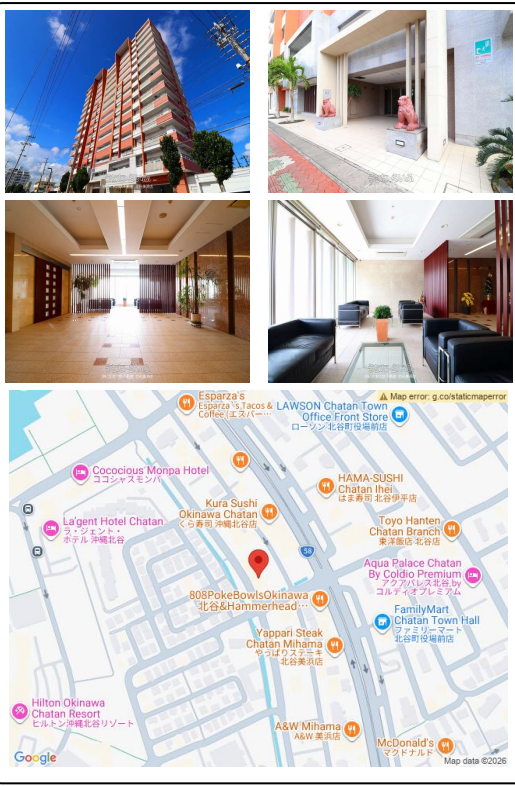 Map error: g.co/staticmaperror
Esparza's
Esparza's Tacos &
Coffee (エスパー…
LAWSON Chatan Town
Office Front Store
ローソン 北谷町役場前店
Cococious Monpa Hotel
ココシャスモンパ
HAMA-SUSHI
Chatan Ihei
はま寿司 北谷伊平店
Kura Sushi
Okinawa Chatan
くら寿司 沖縄北谷店
La'gent Hotel Chatan
ラ・ジェント・
ホテル 沖縄北谷
Toyo Hanten
Chatan Branch
東洋飯店 北谷店
58
Aqua Palace Chatan
By Coldio Premium
アクアパレス北谷 by
コルディオプレミアム
808PokeBowlsOkinawa
北谷&Hammerhead…
FamilyMart
Chatan Town Hall
ファミリーマート
北谷町役場前店
Yappari Steak
Chatan Mihama
やっぱりステーキ
北谷美浜店
Hilton Okinawa
Chatan Resort
ヒルトン沖縄北谷リゾート
A&W Mihama
A&W 美浜店
McDonald's
マクドナルド
Google
Map data ©2026